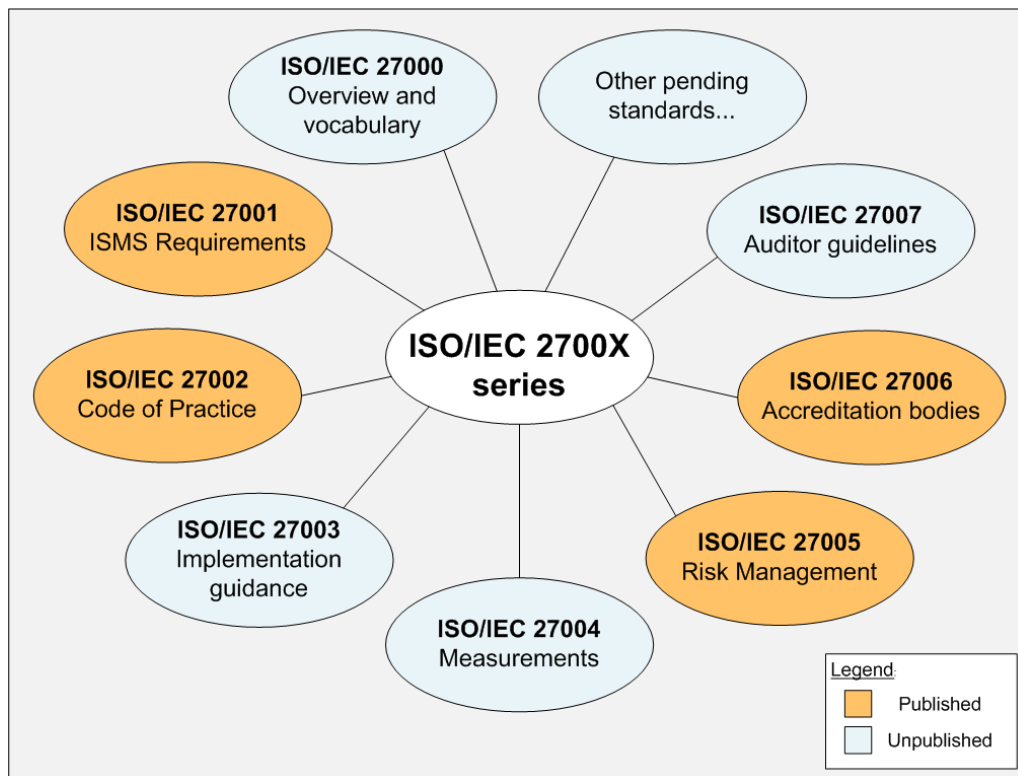 ISO/IEC 27000
Overview and
vocabulary
Other pending
standards...
ISO/IEC 27001
ISMS Requirements
ISO/IEC 27007
Auditor guidelines
ISO/IEC 2700X
series
ISO/IEC 27002
Code of Practice
ISO/IEC 27006
Accreditation bodies
ISO/IEC 27003
Implementation
guidance
ISO/IEC 27005
Risk Management
ISO/IEC 27004
Measurements
Legend:
Published
Unpublished